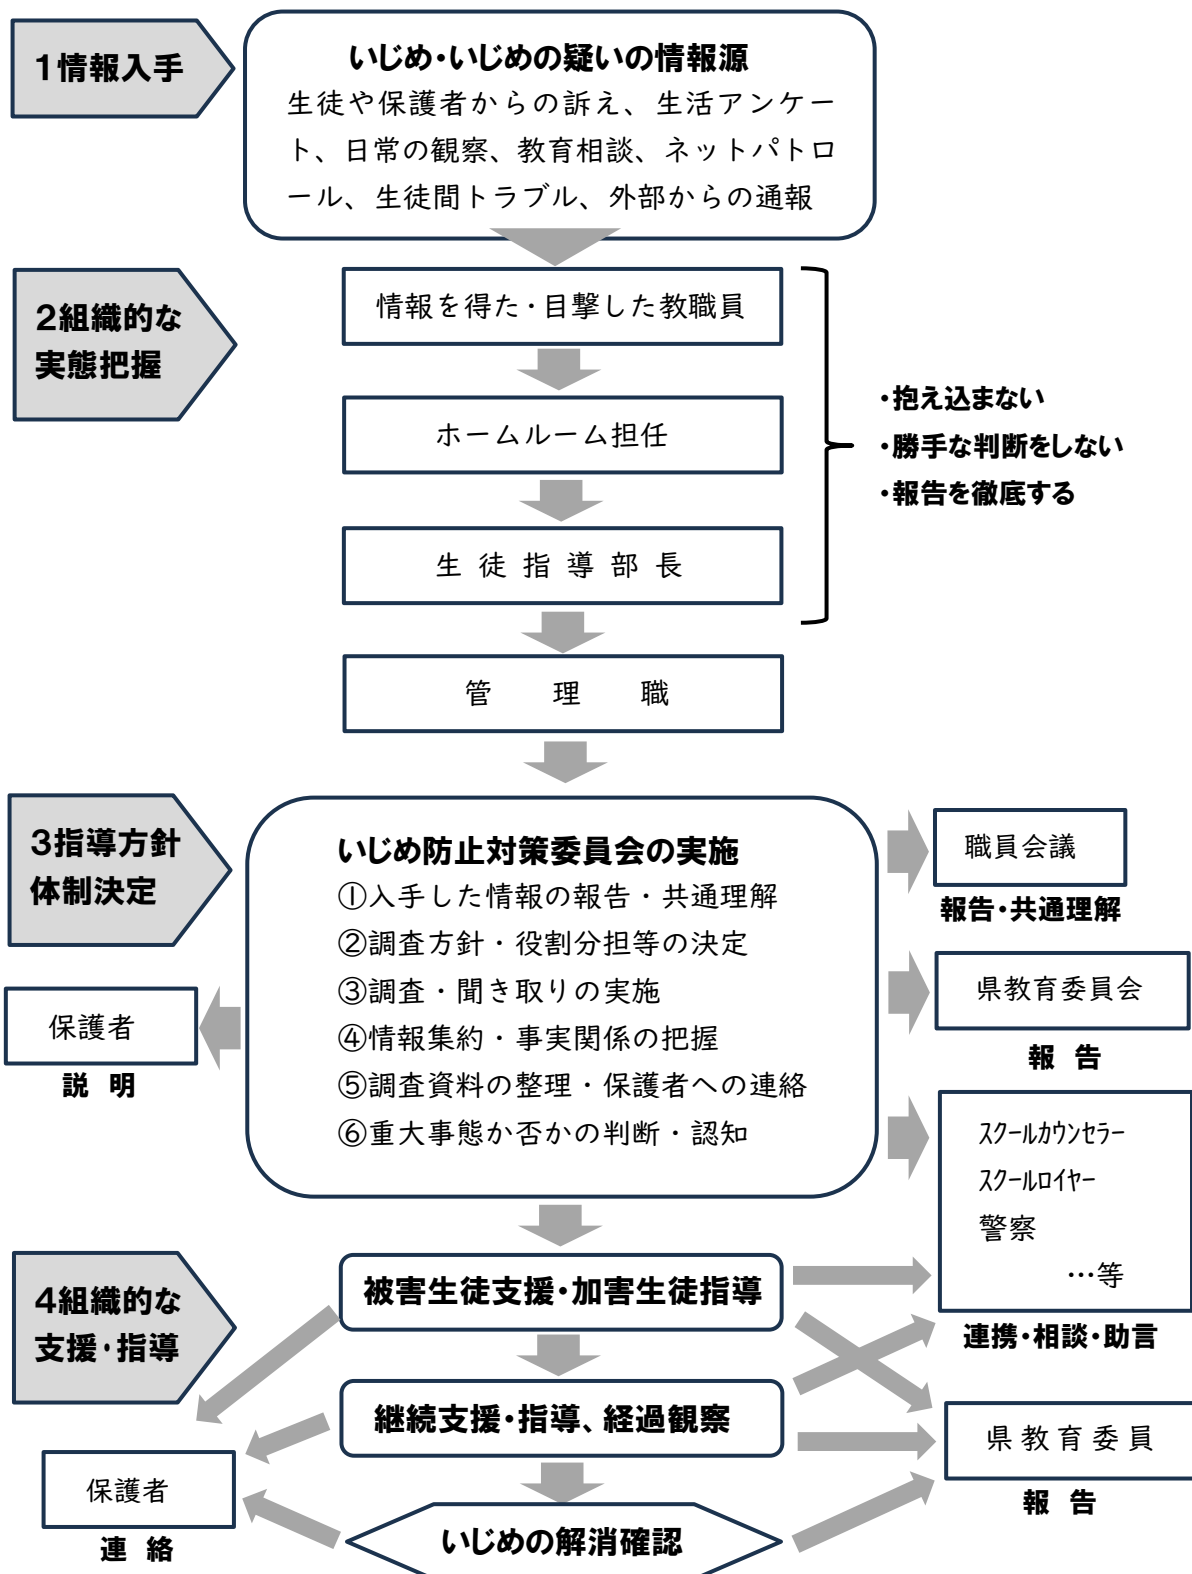 1情報入手
いじめ・いじめの疑いの情報源
生徒や保護者からの訴え、生活アンケー
ト、日常の観察、教育相談、ネットパトロ
ール、生徒間トラブル、外部からの通報
2組織的な
実態把握
情報を得た・目撃した教職員
ホームルーム担任
生徒指導部長
管理職
・抱え込まない
・勝手な判断をしない
・報告を徹底する
3指導方針
体制決定
いじめ防止対策委員会の実施
①入手した情報の報告・共通理解
②調査方針・役割分担等の決定
③調査・聞き取りの実施
④情報集約・事実関係の把握
⑤調査資料の整理・保護者への連絡
⑥重大事態か否かの判断・認知
保護者
説明
職員会議
報告・共通理解
県教育委員会
報告
スクールカウンセラー
スクールロイヤー
警察
…等
連携・相談・助言
4組織的な
支援・指導
被害生徒支援・加害生徒指導
継続支援・指導、経過観察
いじめの解消確認
保護者
連絡
県教育委員
報告